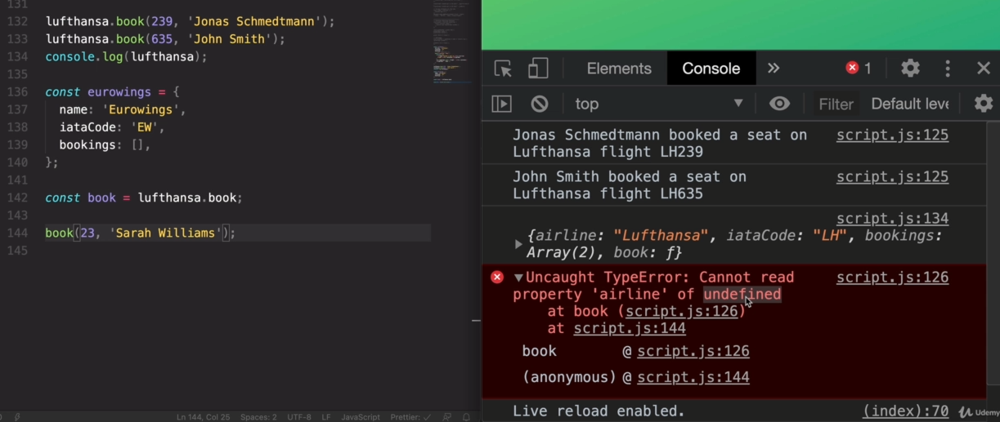 131
132 lufthansa.book(239, 'Jonas Schmedtmann');
133 lufthansa.book(635, 'John Smith');
134 console.log(lufthansa);
135
136 const eurowings = {
137 name: 'Eurowings',
138 iataCode: 'EW',
139 bookings: [],
140 };
141
142 const book = lufthansa.book;
143
144 book(23, 'Sarah Williams');
145
Ln 144, Col 25 Spaces: 2 UTF-8 LF JavaScript Prettier: ✓
Elements Console » 1
top Filter Default leve
Jonas Schmedtmann booked a seat on script.js:125
Lufthansa flight LH239
John Smith booked a seat on script.js:125
Lufthansa flight LH635
script.js:134
{airline: "Lufthansa", iataCode: "LH", bookings:
Array(2), book: ƒ}
Uncaught TypeError: Cannot read script.js:126
property 'airline' of undefined
at book (script.js:126)
at script.js:144
book @ script.js:126
(anonymous) @ script.js:144
Live reload enabled. (index):70
Udemy